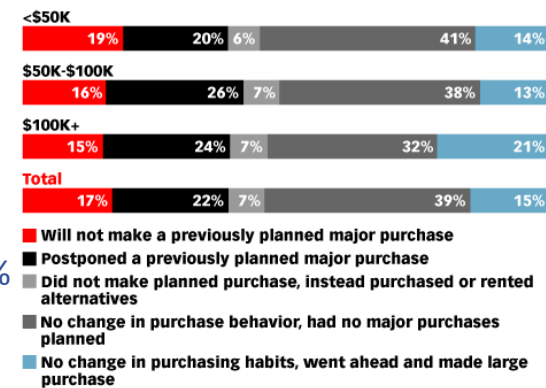 <$50K
19% 20% 6% 41% 14%
$50K-$100K
16% 26% 7% 38% 13%
$100K+
15% 24% 7% 32% 21%
Total
17% 22% 7% 39% 15%
Will not make a previously planned major purchase
Postponed a previously planned major purchase
%
Did not make planned purchase, instead purchased or rented
alternatives
No change in purchase behavior, had no major purchases
planned
No change in purchasing habits, went ahead and made large
purchase